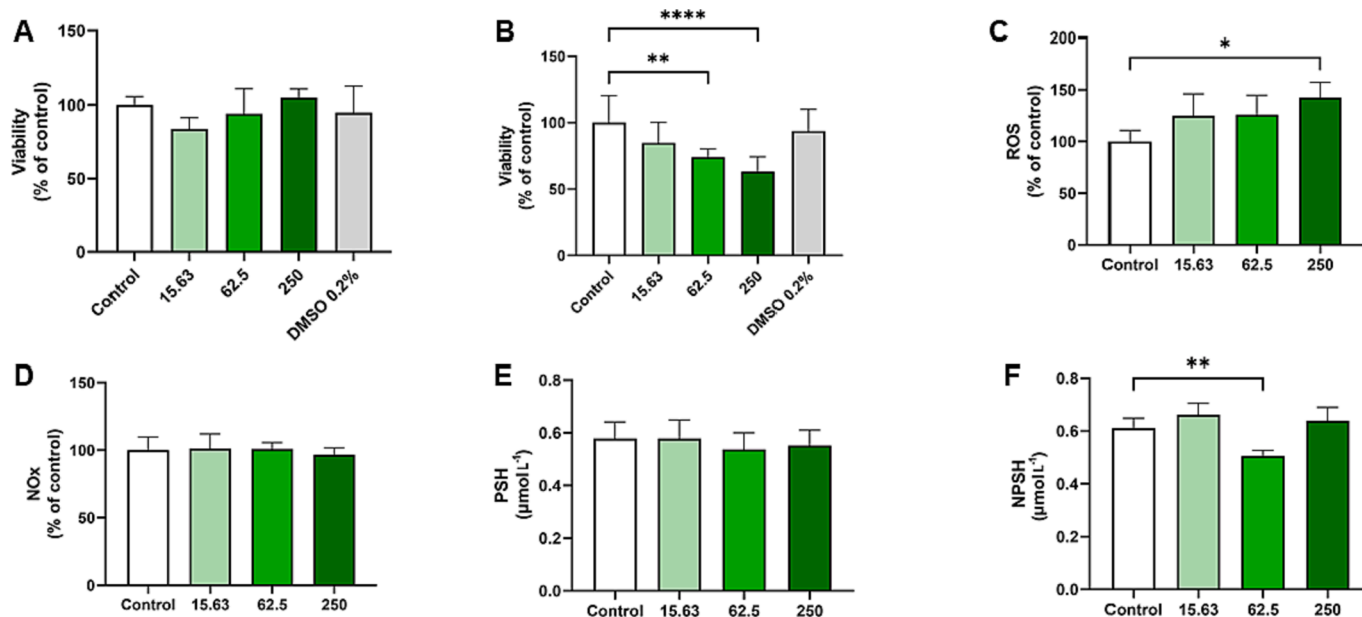 A
Viability
(% of control)
150
100
50
0
Control
15.63
62.5
250
DMSO 0.2%
B
****
**
Viability
(% of control)
150
100
50
0
Control
15.63
62.5
250
DMSO 0.2%
C
*
ROS
(% of control)
200
150
100
50
0
Control
15.63
62.5
250
D
NOx
(% of control)
150
100
50
0
Control
15.63
62.5
250
E
PSH
(µmol L⁻¹)
0.8
0.6
0.4
0.2
0.0
Control
15.63
62.5
250
F
**
NPSH
(µmol L⁻¹)
0.8
0.6
0.4
0.2
0.0
Control
15.63
62.5
250